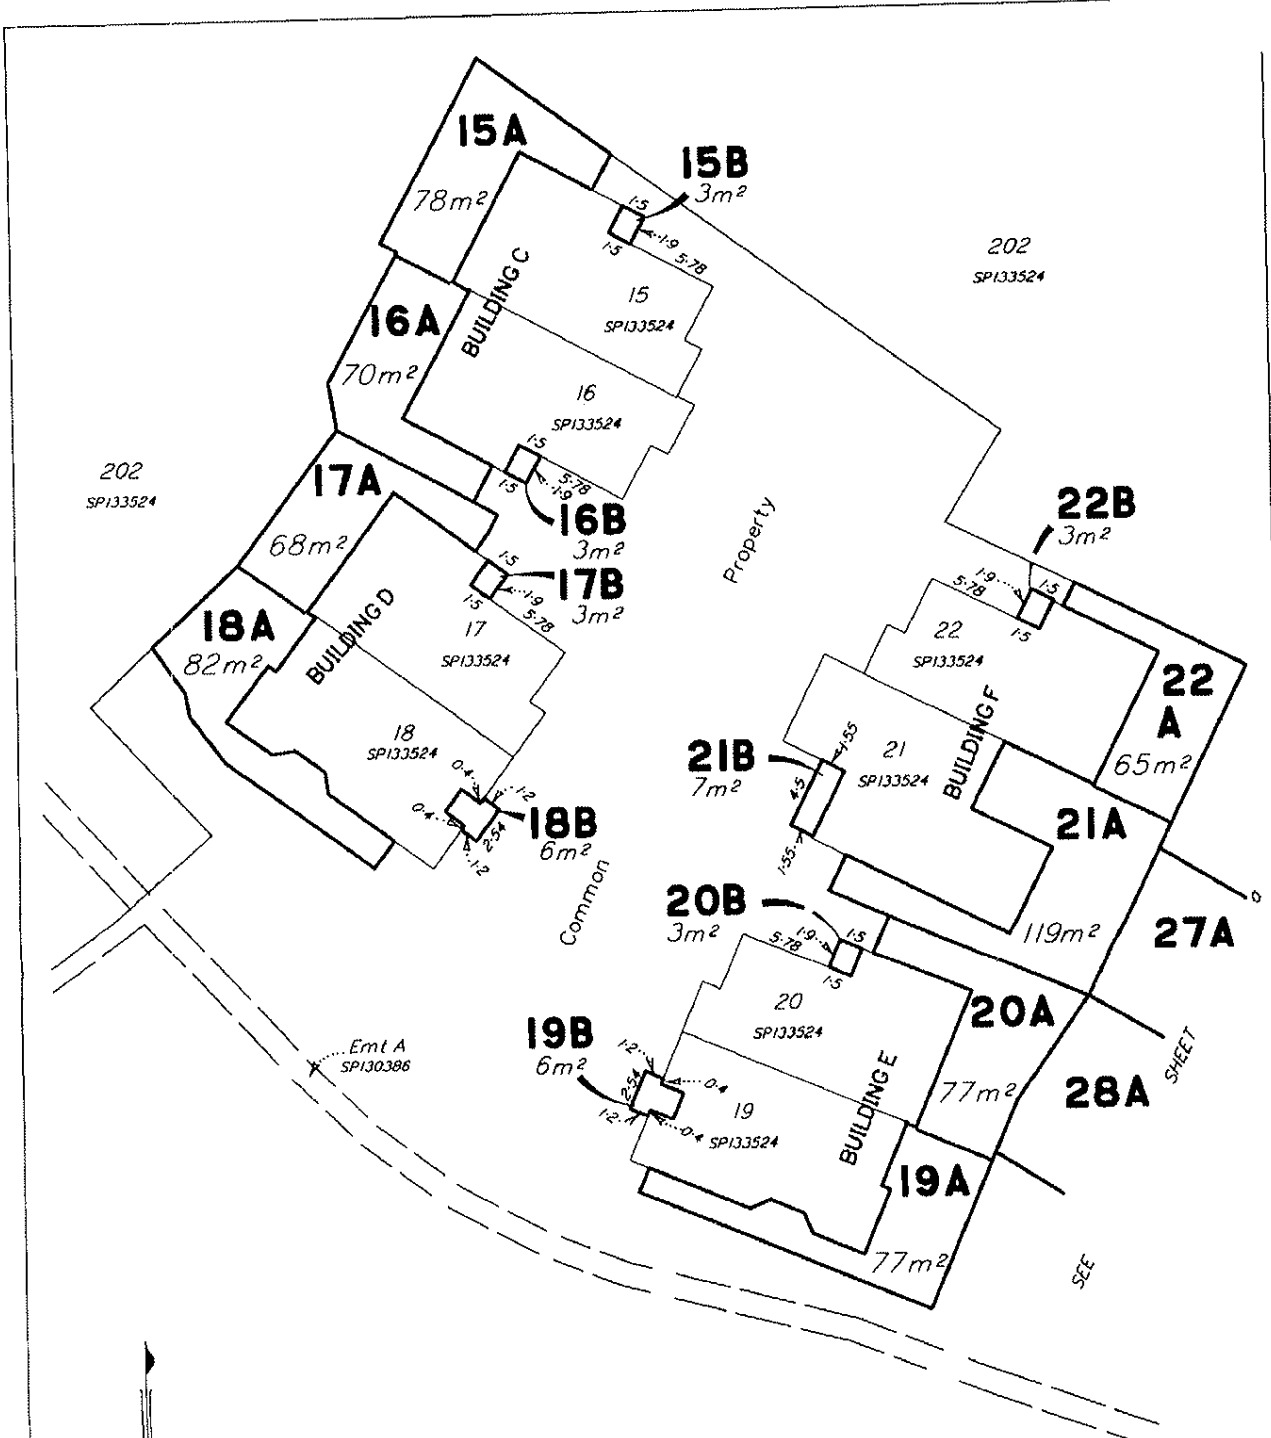 15A
78m²
15B
3m²
1·5
1·5
1·9
5·78
BUILDING C
15
SP133524
202
SP133524
16A
70m²
16
SP133524
1·5
1·5
5·78
1·9
16B
3m²
202
SP133524
17A
68m²
1·5
1·5
1·9
5·78
17B
3m²
BUILDING D
17
SP133524
18A
82m²
18
SP133524
0·4
0·4
1·2
2·54
1·2
18B
6m²
Property
Common
22B
3m²
1·9
1·5
5·78
1·5
22
SP133524
22
A
65m²
BUILDING F
21B
7m²
1·55
4·5
1·55
21
SP133524
21A
119m²
27A
20B
3m²
1·9
1·5
5·78
1·5
20
SP133524
20A
77m²
28A
SHEET
SEE
19B
6m²
1·2
2·54
1·2
0·4
0·4
19
SP133524
BUILDING E
19A
77m²
Emt A
SP130386